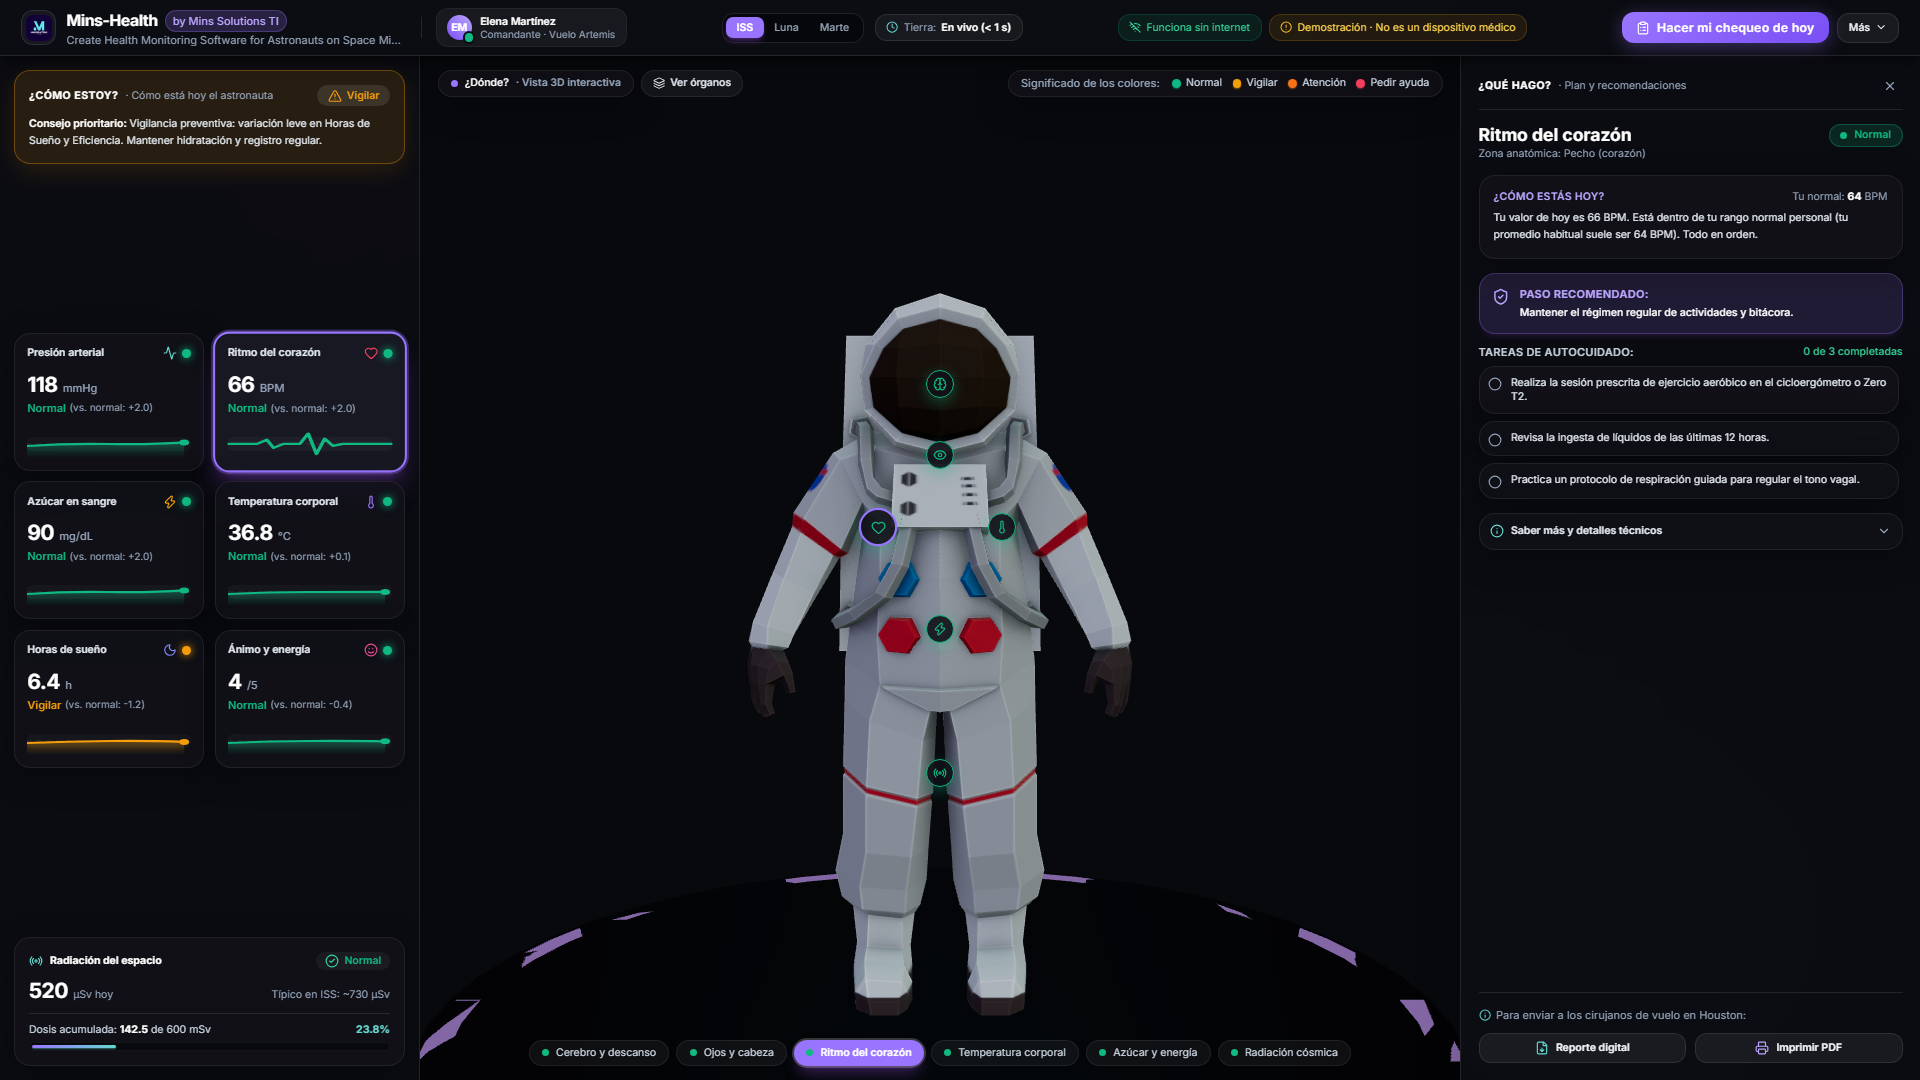 Mins-Health by Mins Solutions TI
Create Health Monitoring Software for Astronauts on Space Mi...
EM
Elena Martínez
Comandante · Vuelo Artemis
ISS Luna Marte
Tierra: En vivo (< 1 s)
Funciona sin internet
Demostración · No es un dispositivo médico
Hacer mi chequeo de hoy
Más
¿CÓMO ESTOY? · Cómo está hoy el astronauta
Vigilar
Consejo prioritario: Vigilancia preventiva: variación leve en Horas de
Sueño y Eficiencia. Mantener hidratación y registro regular.
Presión arterial
118 mmHg
Normal (vs. normal: +2.0)
Ritmo del corazón
66 BPM
Normal (vs. normal: +2.0)
Azúcar en sangre
90 mg/dL
Normal (vs. normal: +2.0)
Temperatura corporal
36.8 °C
Normal (vs. normal: +0.1)
Horas de sueño
6.4 h
Vigilar (vs. normal: -1.2)
Ánimo y energía
4 /5
Normal (vs. normal: -0.4)
Radiación del espacio
Normal
520 µSv hoy
Típico en ISS: ~730 µSv
Dosis acumulada: 142.5 de 600 mSv
23.8%
¿Dónde? · Vista 3D interactiva
Ver órganos
Significado de los colores: Normal Vigilar Atención Pedir ayuda
Cerebro y descanso
Ojos y cabeza
Ritmo del corazón
Temperatura corporal
Azúcar y energía
Radiación cósmica
¿QUÉ HAGO? · Plan y recomendaciones
Ritmo del corazón
Normal
Zona anatómica: Pecho (corazón)
¿CÓMO ESTÁS HOY?
Tu normal: 64 BPM
Tu valor de hoy es 66 BPM. Está dentro de tu rango normal personal (tu
promedio habitual suele ser 64 BPM). Todo en orden.
PASO RECOMENDADO:
Mantener el régimen regular de actividades y bitácora.
TAREAS DE AUTOCUIDADO:
0 de 3 completadas
Realiza la sesión prescrita de ejercicio aeróbico en el cicloergómetro o Zero
T2.
Revisa la ingesta de líquidos de las últimas 12 horas.
Practica un protocolo de respiración guiada para regular el tono vagal.
Saber más y detalles técnicos
Para enviar a los cirujanos de vuelo en Houston:
Reporte digital
Imprimir PDF